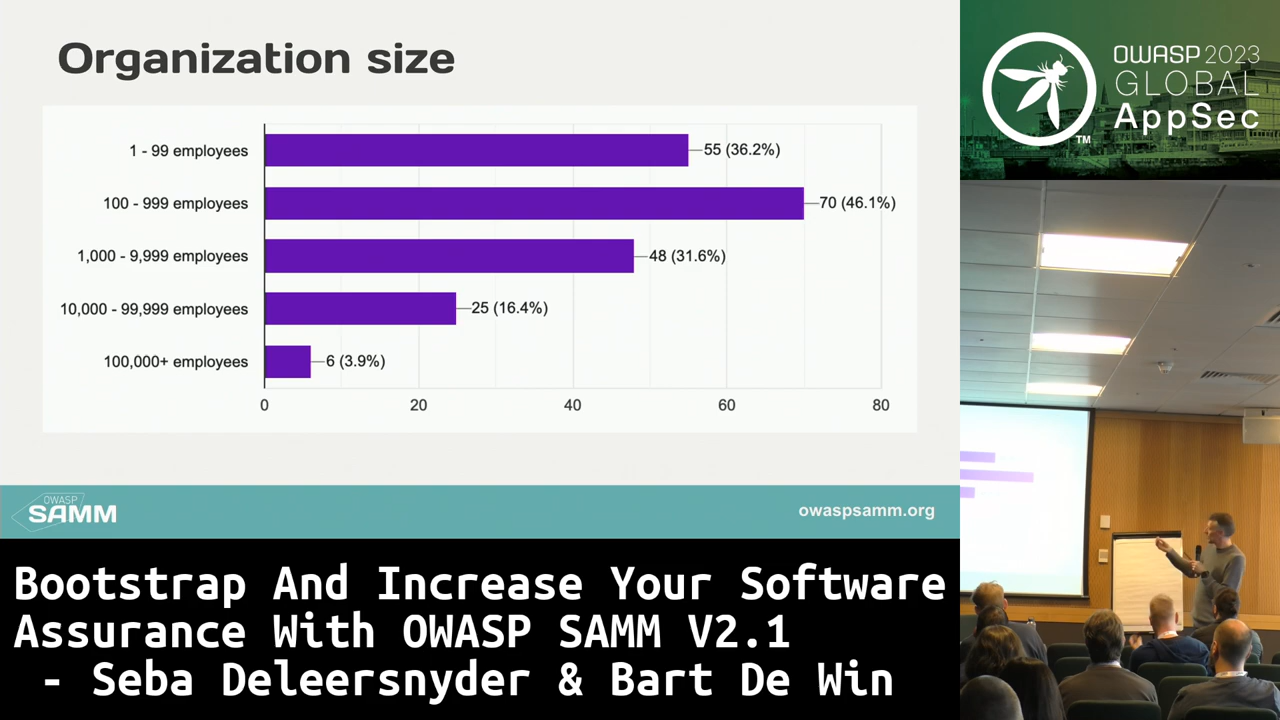 Organization size
1 - 99 employees
55 (36.2%)
100 - 999 employees
70 (46.1%)
1,000 - 9,999 employees
48 (31.6%)
10,000 - 99,999 employees
25 (16.4%)
100,000+ employees
6 (3.9%)
0 20 40 60 80
OWASP
SAMM
owaspsamm.org
Bootstrap And Increase Your Software
Assurance With OWASP SAMM V2.1
- Seba Deleersnyder & Bart De Win
OWASP 2023
GLOBAL
AppSec
TM